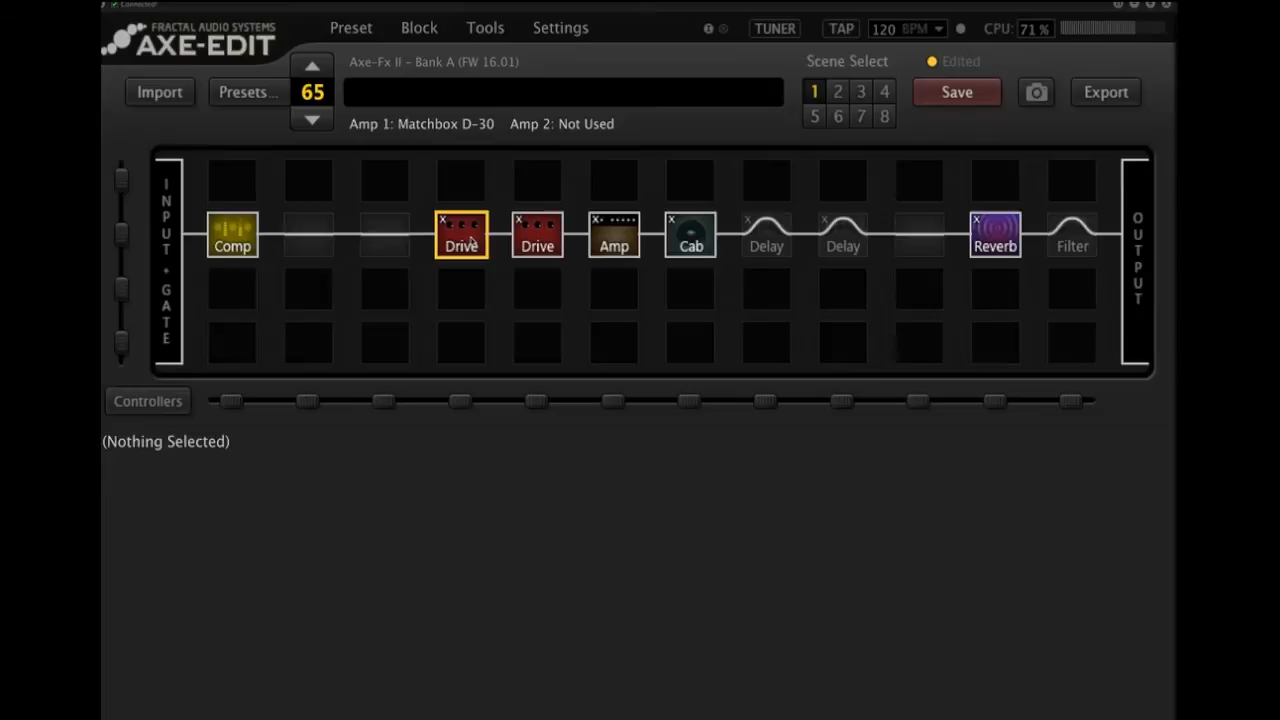 Connected!
FRACTAL AUDIO SYSTEMS
AXE-EDIT
Preset Block Tools Settings
TUNER TAP 120 BPM CPU: 71 %
Axe-Fx II – Bank A (FW 16.01)
Scene Select
Edited
Import Presets... 65
1 2 3 4
Save Export
5 6 7 8
Amp 1: Matchbox D-30 Amp 2: Not Used
INPUT • GATE
X X X X X X
Comp Drive Drive Amp Cab Delay Delay Reverb Filter
OUTPUT
Controllers
(Nothing Selected)